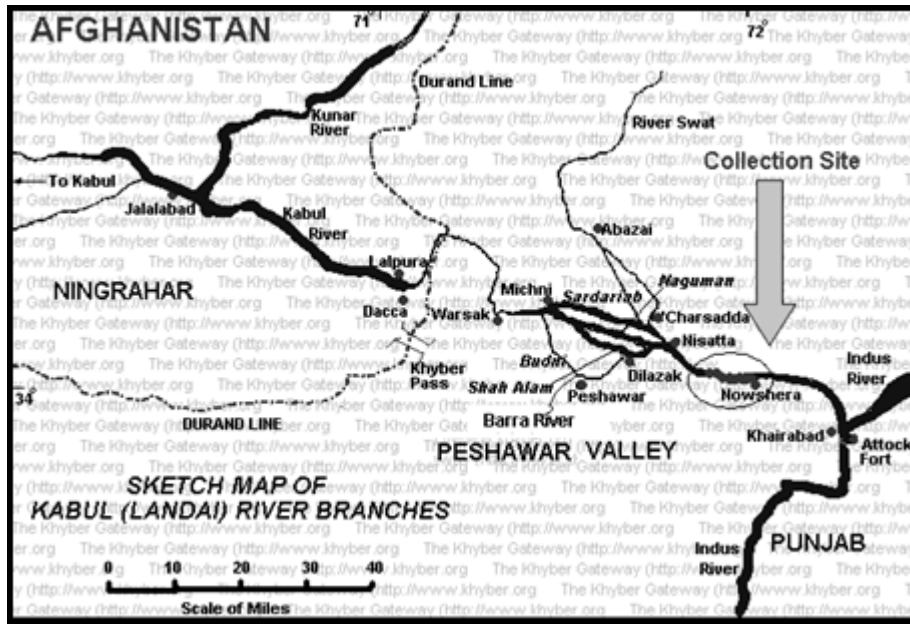 AFGHANISTAN
71°
72°
The Khyber Gateway (http://www.khyber.org
Durand Line
Kunar
River
River Swat
Collection Site
To Kabul
Jalalabad
Kabul
River
Abazai
Lalpura
NINGRAHAR
Michni
Naguman
Sardariab
Dacca
Warsak
Charsadda
Nisatta
Khyber
Pass
Budni
Shah Alam
Dilazak
Peshawar
Indus
River
Nowshera
34
Barra River
DURAND LINE
Khairabad
Attock
Fort
PESHAWAR VALLEY
SKETCH MAP OF
KABUL (LANDAI) RIVER BRANCHES
Indus
River
PUNJAB
0 10 20 30 40
Scale of Miles